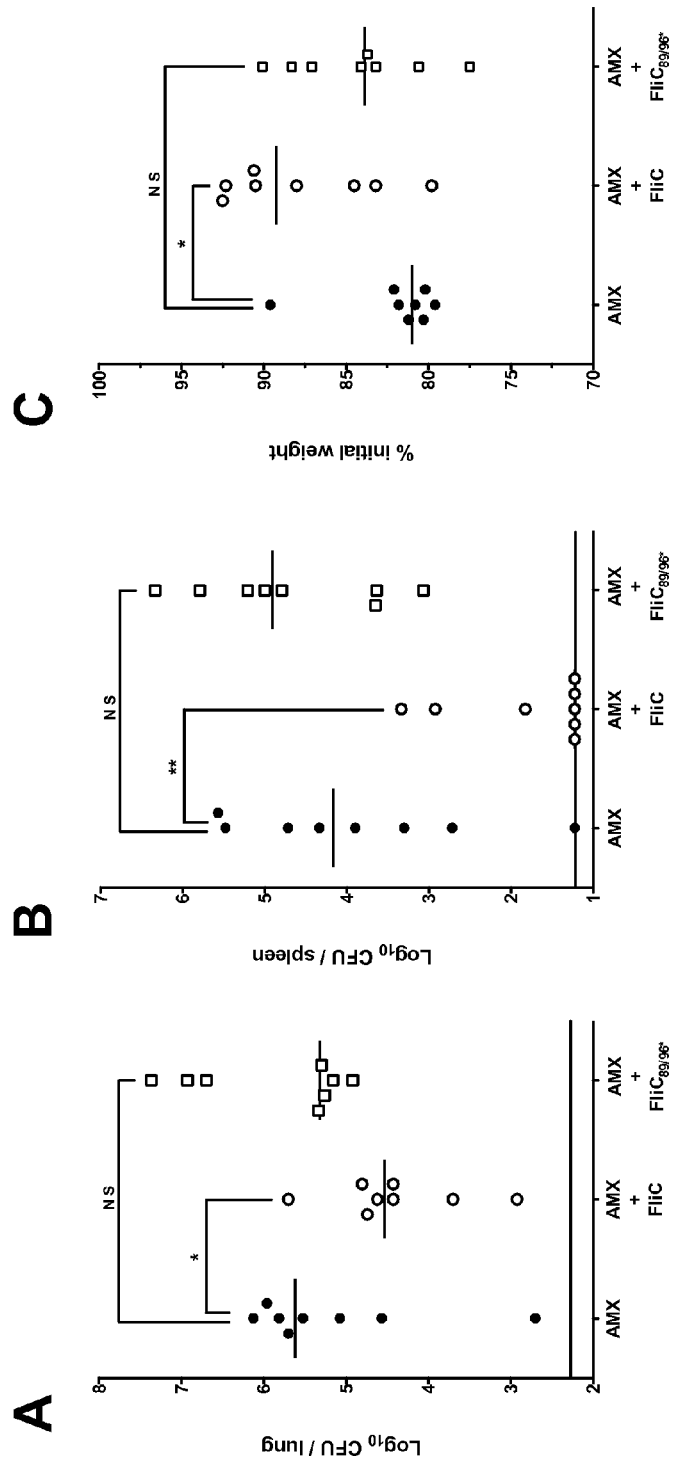 A
Log10 CFU / lung
8
7
6
5
4
3
2
NS
*
AMX
AMX
+
FliC
AMX
+
FliC89/96*
B
Log10 CFU / spleen
7
6
5
4
3
2
1
NS
**
AMX
AMX
+
FliC
AMX
+
FliC89/96*
C
% initial weight
100
95
90
85
80
75
70
NS
*
AMX
AMX
+
FliC
AMX
+
FliC89/96*